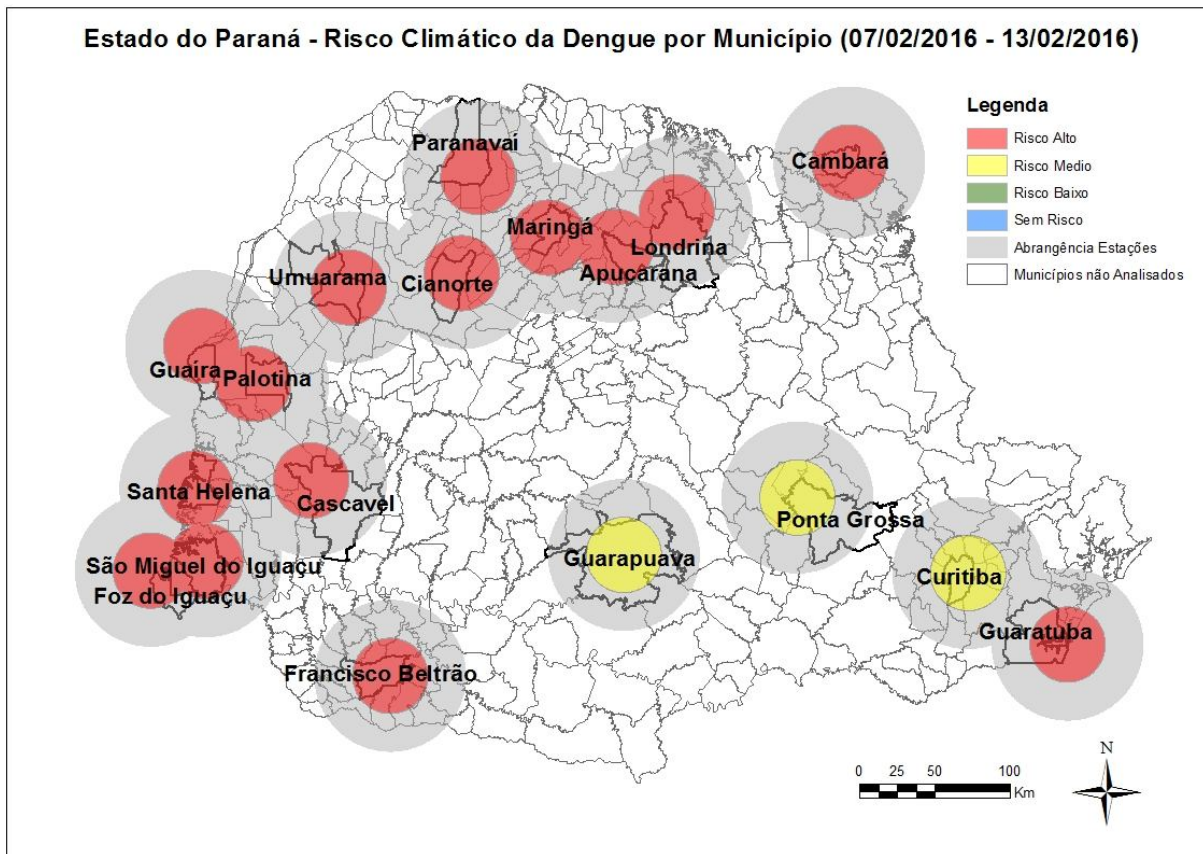 Estado do Paraná - Risco Climático da Dengue por Município (07/02/2016 - 13/02/2016)
Legenda
Risco Alto
Risco Medio
Risco Baixo
Sem Risco
Abrangência Estações
Municípios não Analisados
Paranavaí
Cambará
Maringá
Londrina
Apucarana
Umuarama
Cianorte
Guaíra
Palotina
Santa Helena
Cascavel
Ponta Grossa
São Miguel do Iguaçu
Foz do Iguaçu
Guarapuava
Curitiba
Guaratuba
Francisco Beltrão
N
0 25 50 100
Km